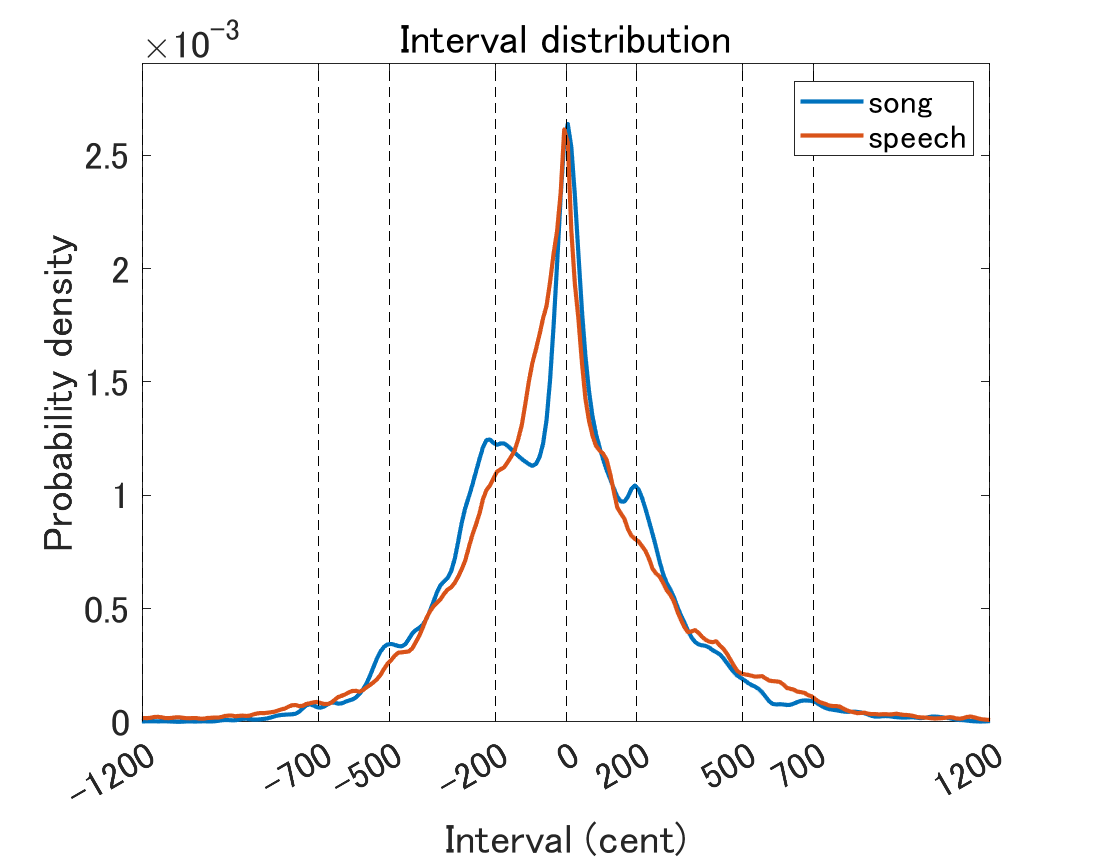 ×10⁻³
Interval distribution
song
speech
Probability density
2.5
2
1.5
1
0.5
0
-1200 -700 -500 -200 0 200 500 700 1200
Interval (cent)